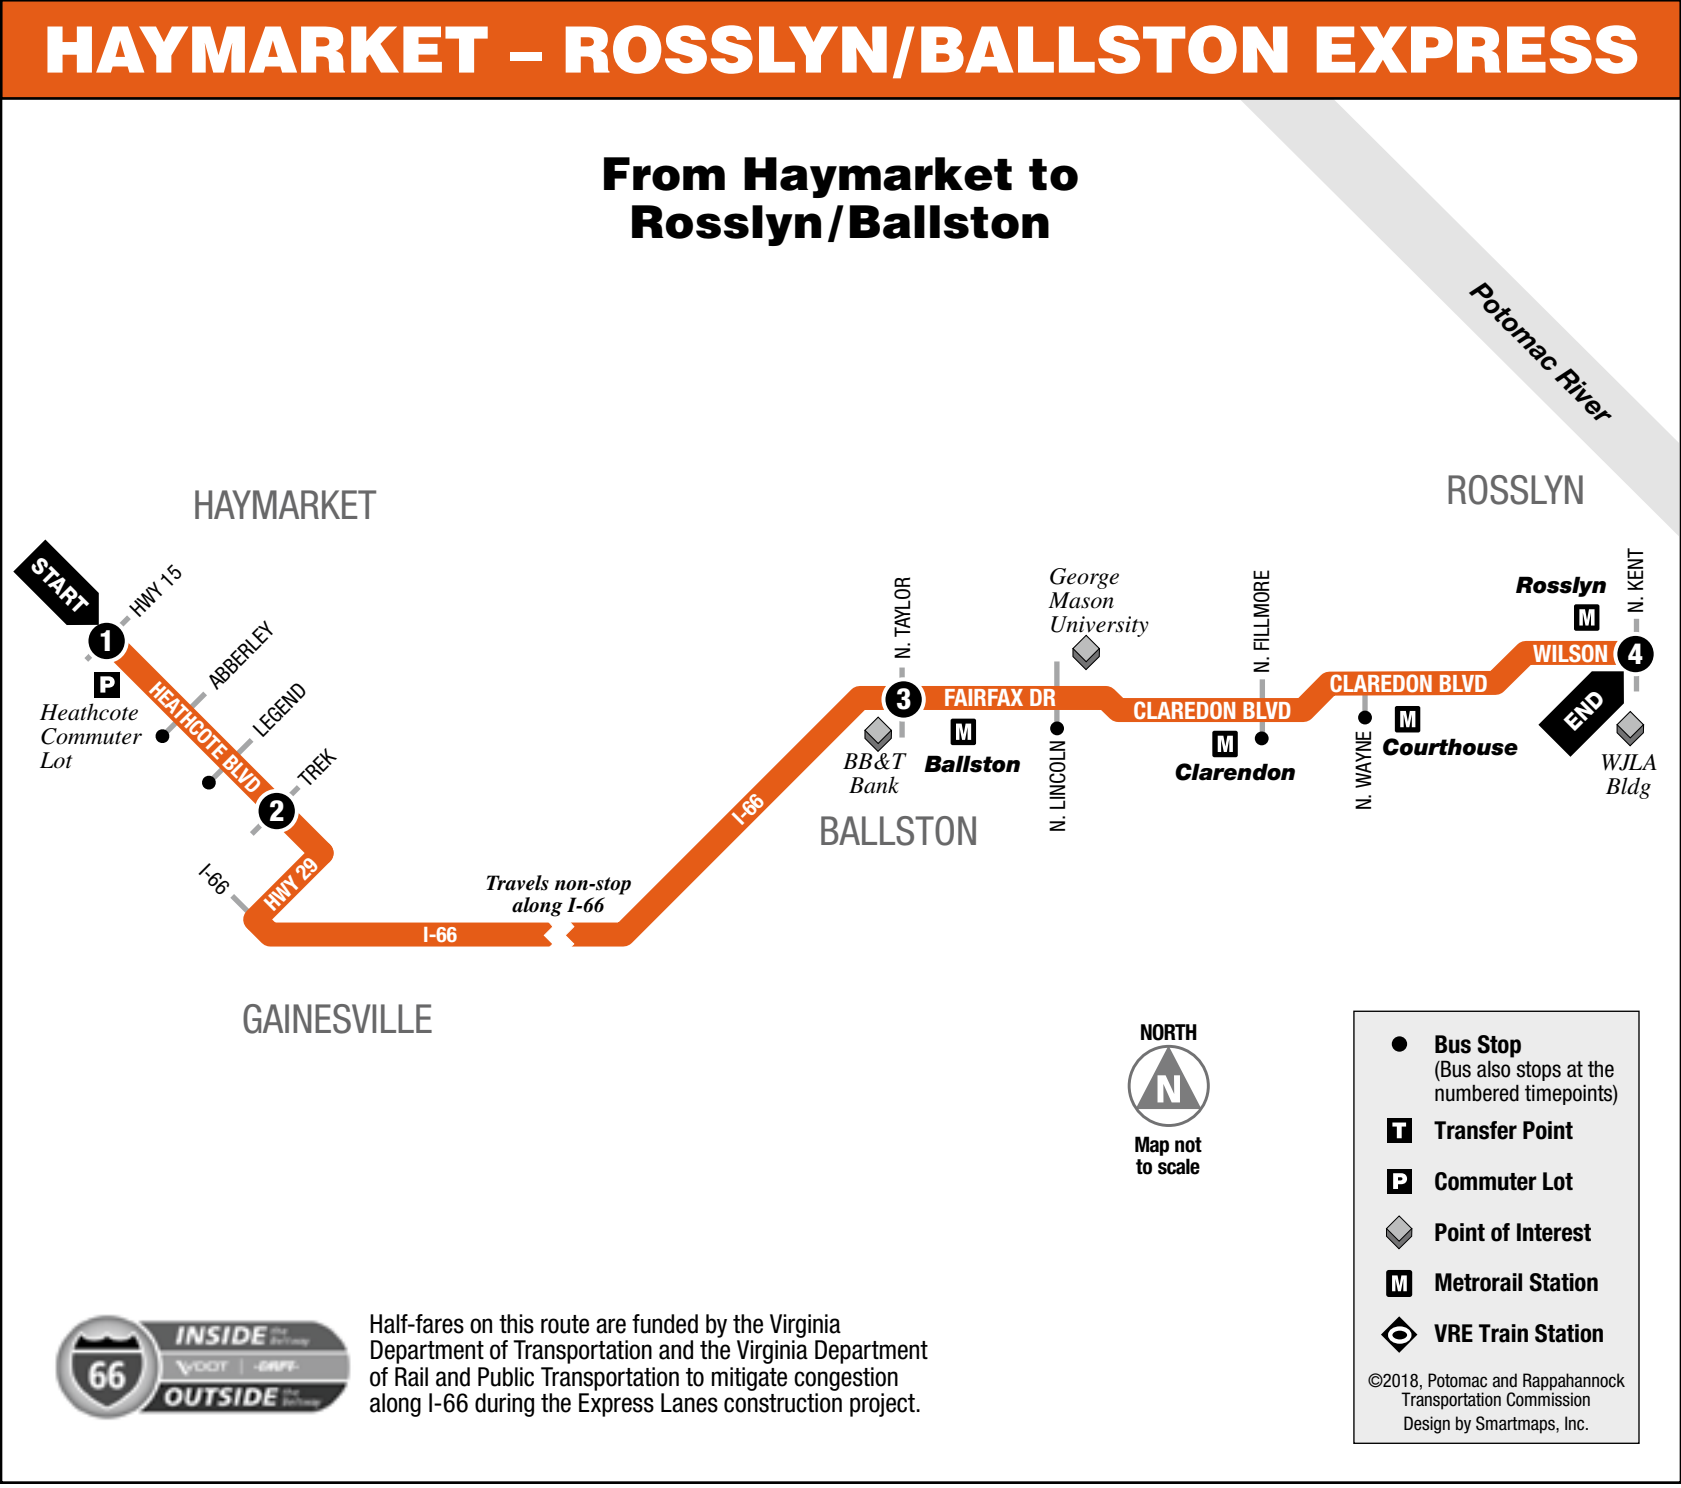 HAYMARKET – ROSSLYN/BALLSTON EXPRESS
From Haymarket to
Rosslyn/Ballston
Potomac River
HAYMARKET
ROSSLYN
START
1
HWY 15
P
Heathcote
Commuter
Lot
HEATHCOTE BLVD
ABBERLEY
LEGEND
2
TREK
HWY 29
I-66
I-66
Travels non-stop
along I-66
I-66
GAINESVILLE
3
N. TAYLOR
BB&T
Bank
FAIRFAX DR
M
Ballston
BALLSTON
George
Mason
University
N. LINCOLN
CLAREDON BLVD
N. FILLMORE
M
Clarendon
CLAREDON BLVD
N. WAYNE
M
Courthouse
Rosslyn
M
WILSON
4
N. KENT
END
WJLA
Bldg
NORTH
N
Map not
to scale
Bus Stop
(Bus also stops at the
numbered timepoints)
T Transfer Point
P Commuter Lot
Point of Interest
M Metrorail Station
VRE Train Station
©2018, Potomac and Rappahannock
Transportation Commission
Design by Smartmaps, Inc.
66
INSIDE the
VDOT | DRPT
OUTSIDE the
Half-fares on this route are funded by the Virginia
Department of Transportation and the Virginia Department
of Rail and Public Transportation to mitigate congestion
along I-66 during the Express Lanes construction project.